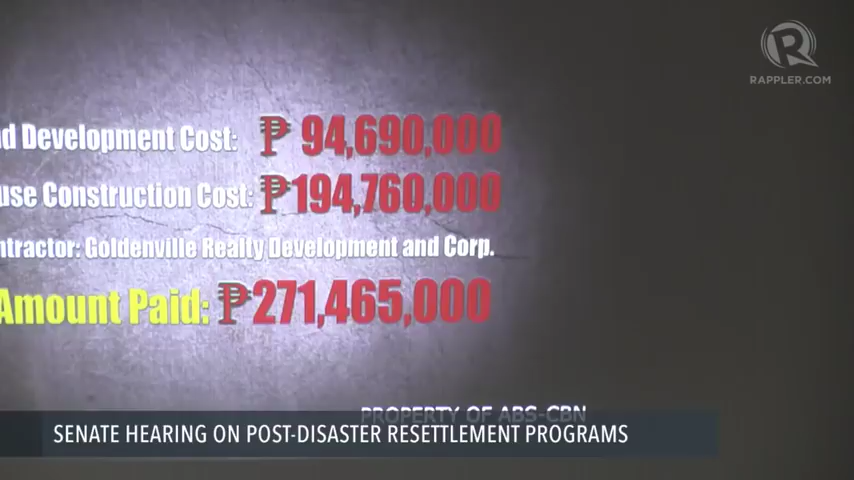 RAPPLER.COM
d Development Cost: ₱ 94,690,000
use Construction Cost: ₱194,760,000
ntractor: Goldenville Realty Development and Corp.
Amount Paid: ₱271,465,000
PROPERTY OF ABS-CBN
SENATE HEARING ON POST-DISASTER RESETTLEMENT PROGRAMS